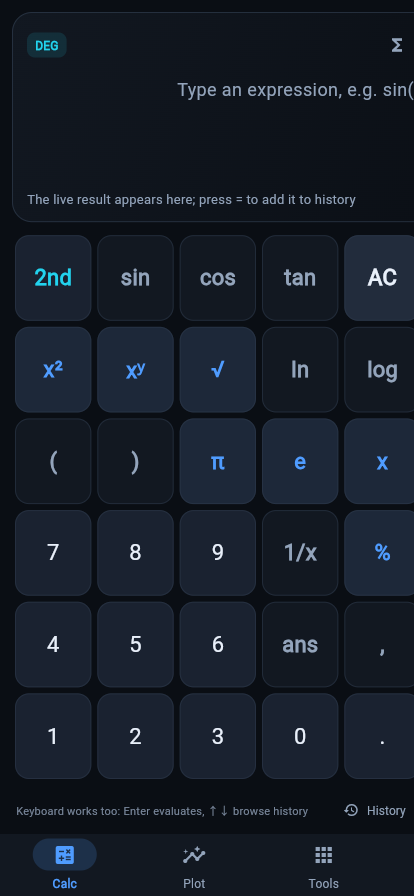 DEG Σ
Type an expression, e.g. sin(
The live result appears here; press = to add it to history
2nd sin cos tan AC
x² xʸ √ ln log
( ) π e x
7 8 9 1/x %
4 5 6 ans ,
1 2 3 0 .
Keyboard works too: Enter evaluates, ↑ ↓ browse history History
Calc Plot Tools